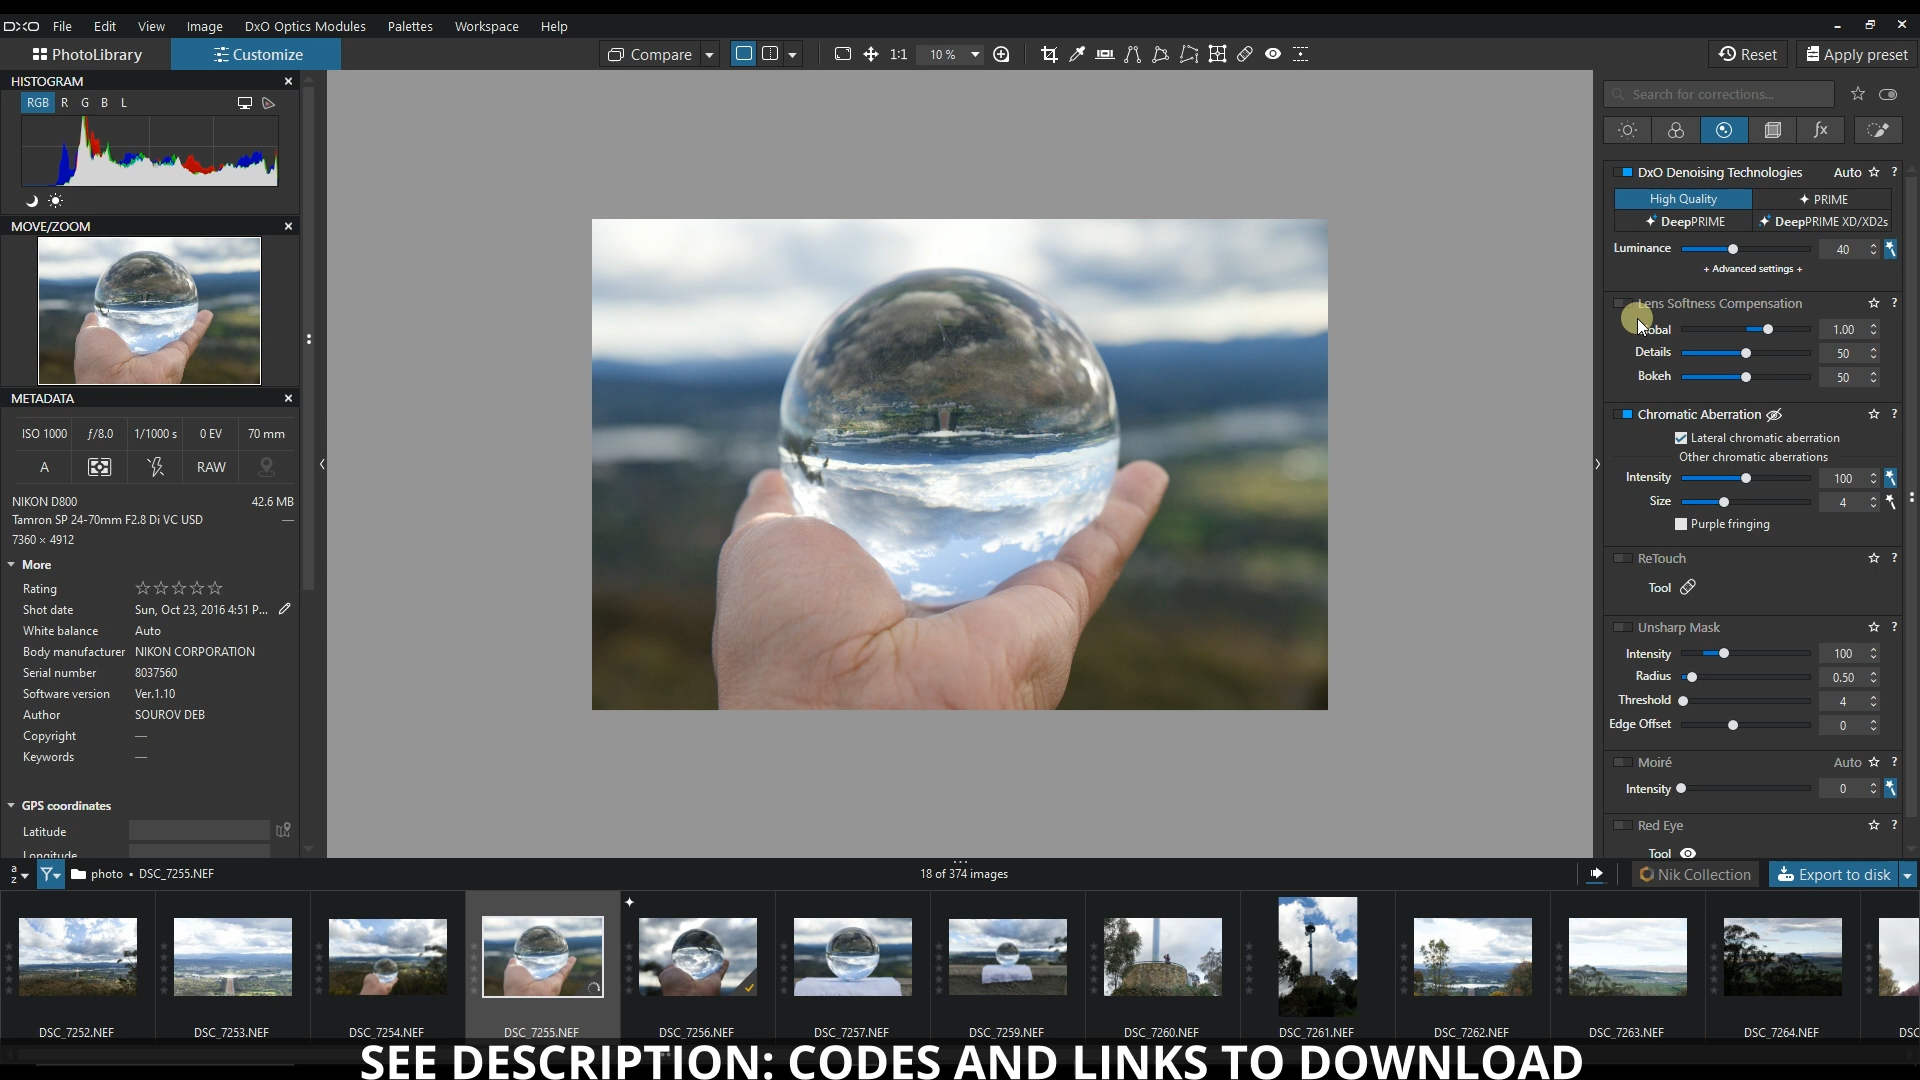 DXO File Edit View Image DxO Optics Modules Palettes Workspace Help
PhotoLibrary Customize Compare 1:1 10 % Reset Apply preset
HISTOGRAM
RGB R G B L
MOVE/ZOOM
METADATA
ISO 1000 ƒ/8.0 1/1000 s 0 EV 70 mm
A RAW
NIKON D800 42.6 MB
Tamron SP 24-70mm F2.8 Di VC USD —
7360 × 4912
More
Rating
Shot date Sun, Oct 23, 2016 4:51 P...
White balance Auto
Body manufacturer NIKON CORPORATION
Serial number 8037560
Software version Ver.1.10
Author SOUROV DEB
Copyright —
Keywords —
GPS coordinates
Latitude
Longitude
Search for corrections...
fx
DxO Denoising Technologies Auto ?
High Quality PRIME
DeepPRIME DeepPRIME XD/XD2s
Luminance 40
+ Advanced settings +
Lens Softness Compensation ?
Global 1.00
Details 50
Bokeh 50
Chromatic Aberration ?
Lateral chromatic aberration
Other chromatic aberrations
Intensity 100
Size 4
Purple fringing
ReTouch ?
Tool
Unsharp Mask ?
Intensity 100
Radius 0.50
Threshold 4
Edge Offset 0
Moiré Auto ?
Intensity 0
Red Eye ?
Tool
a
z
photo • DSC_7255.NEF 18 of 374 images Nik Collection Export to disk
DSC_7252.NEF DSC_7253.NEF DSC_7254.NEF DSC_7255.NEF DSC_7256.NEF DSC_7257.NEF DSC_7259.NEF DSC_7260.NEF DSC_7261.NEF DSC_7262.NEF DSC_7263.NEF DSC_7264.NEF DSC
SEE DESCRIPTION: CODES AND LINKS TO DOWNLOAD